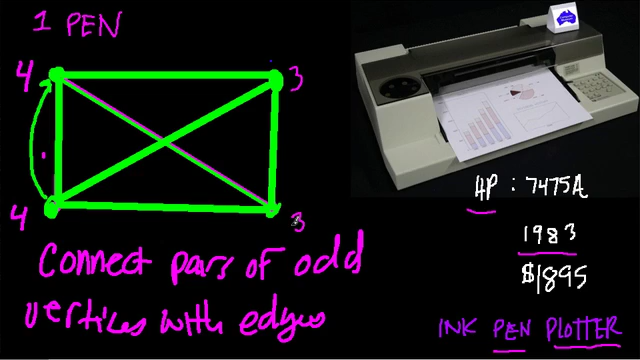 1 PEN
4
3
4
3
Connect pairs of odd
vertices with edges
HP : 7475A
1983
$1895
INK PEN PLOTTER